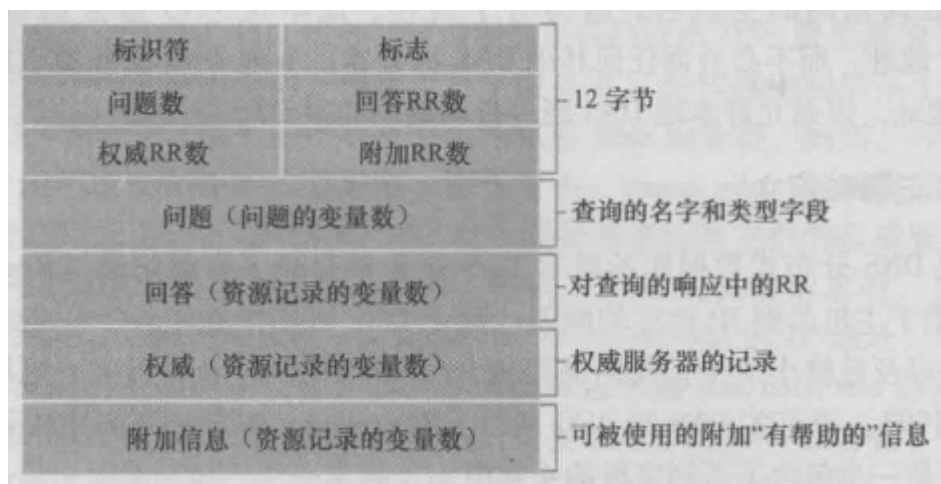 标识符 标志
问题数 回答RR数 12 字节
权威RR数 附加RR数
问题（问题的变量数） 查询的名字和类型字段
回答（资源记录的变量数） 对查询的响应中的RR
权威（资源记录的变量数） 权威服务器的记录
附加信息（资源记录的变量数） 可被使用的附加“有帮助的”信息